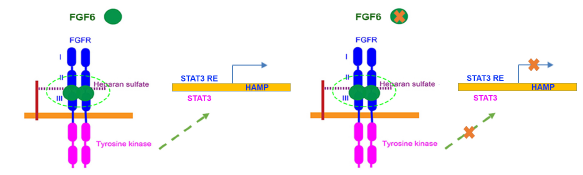 FGF6
FGFR
I
II
Heparan sulfate
III
Tyrosine kinase
STAT3 RE
HAMP
STAT3
FGF6
FGFR
I
II
Heparan sulfate
III
Tyrosine kinase
STAT3 RE
HAMP
STAT3